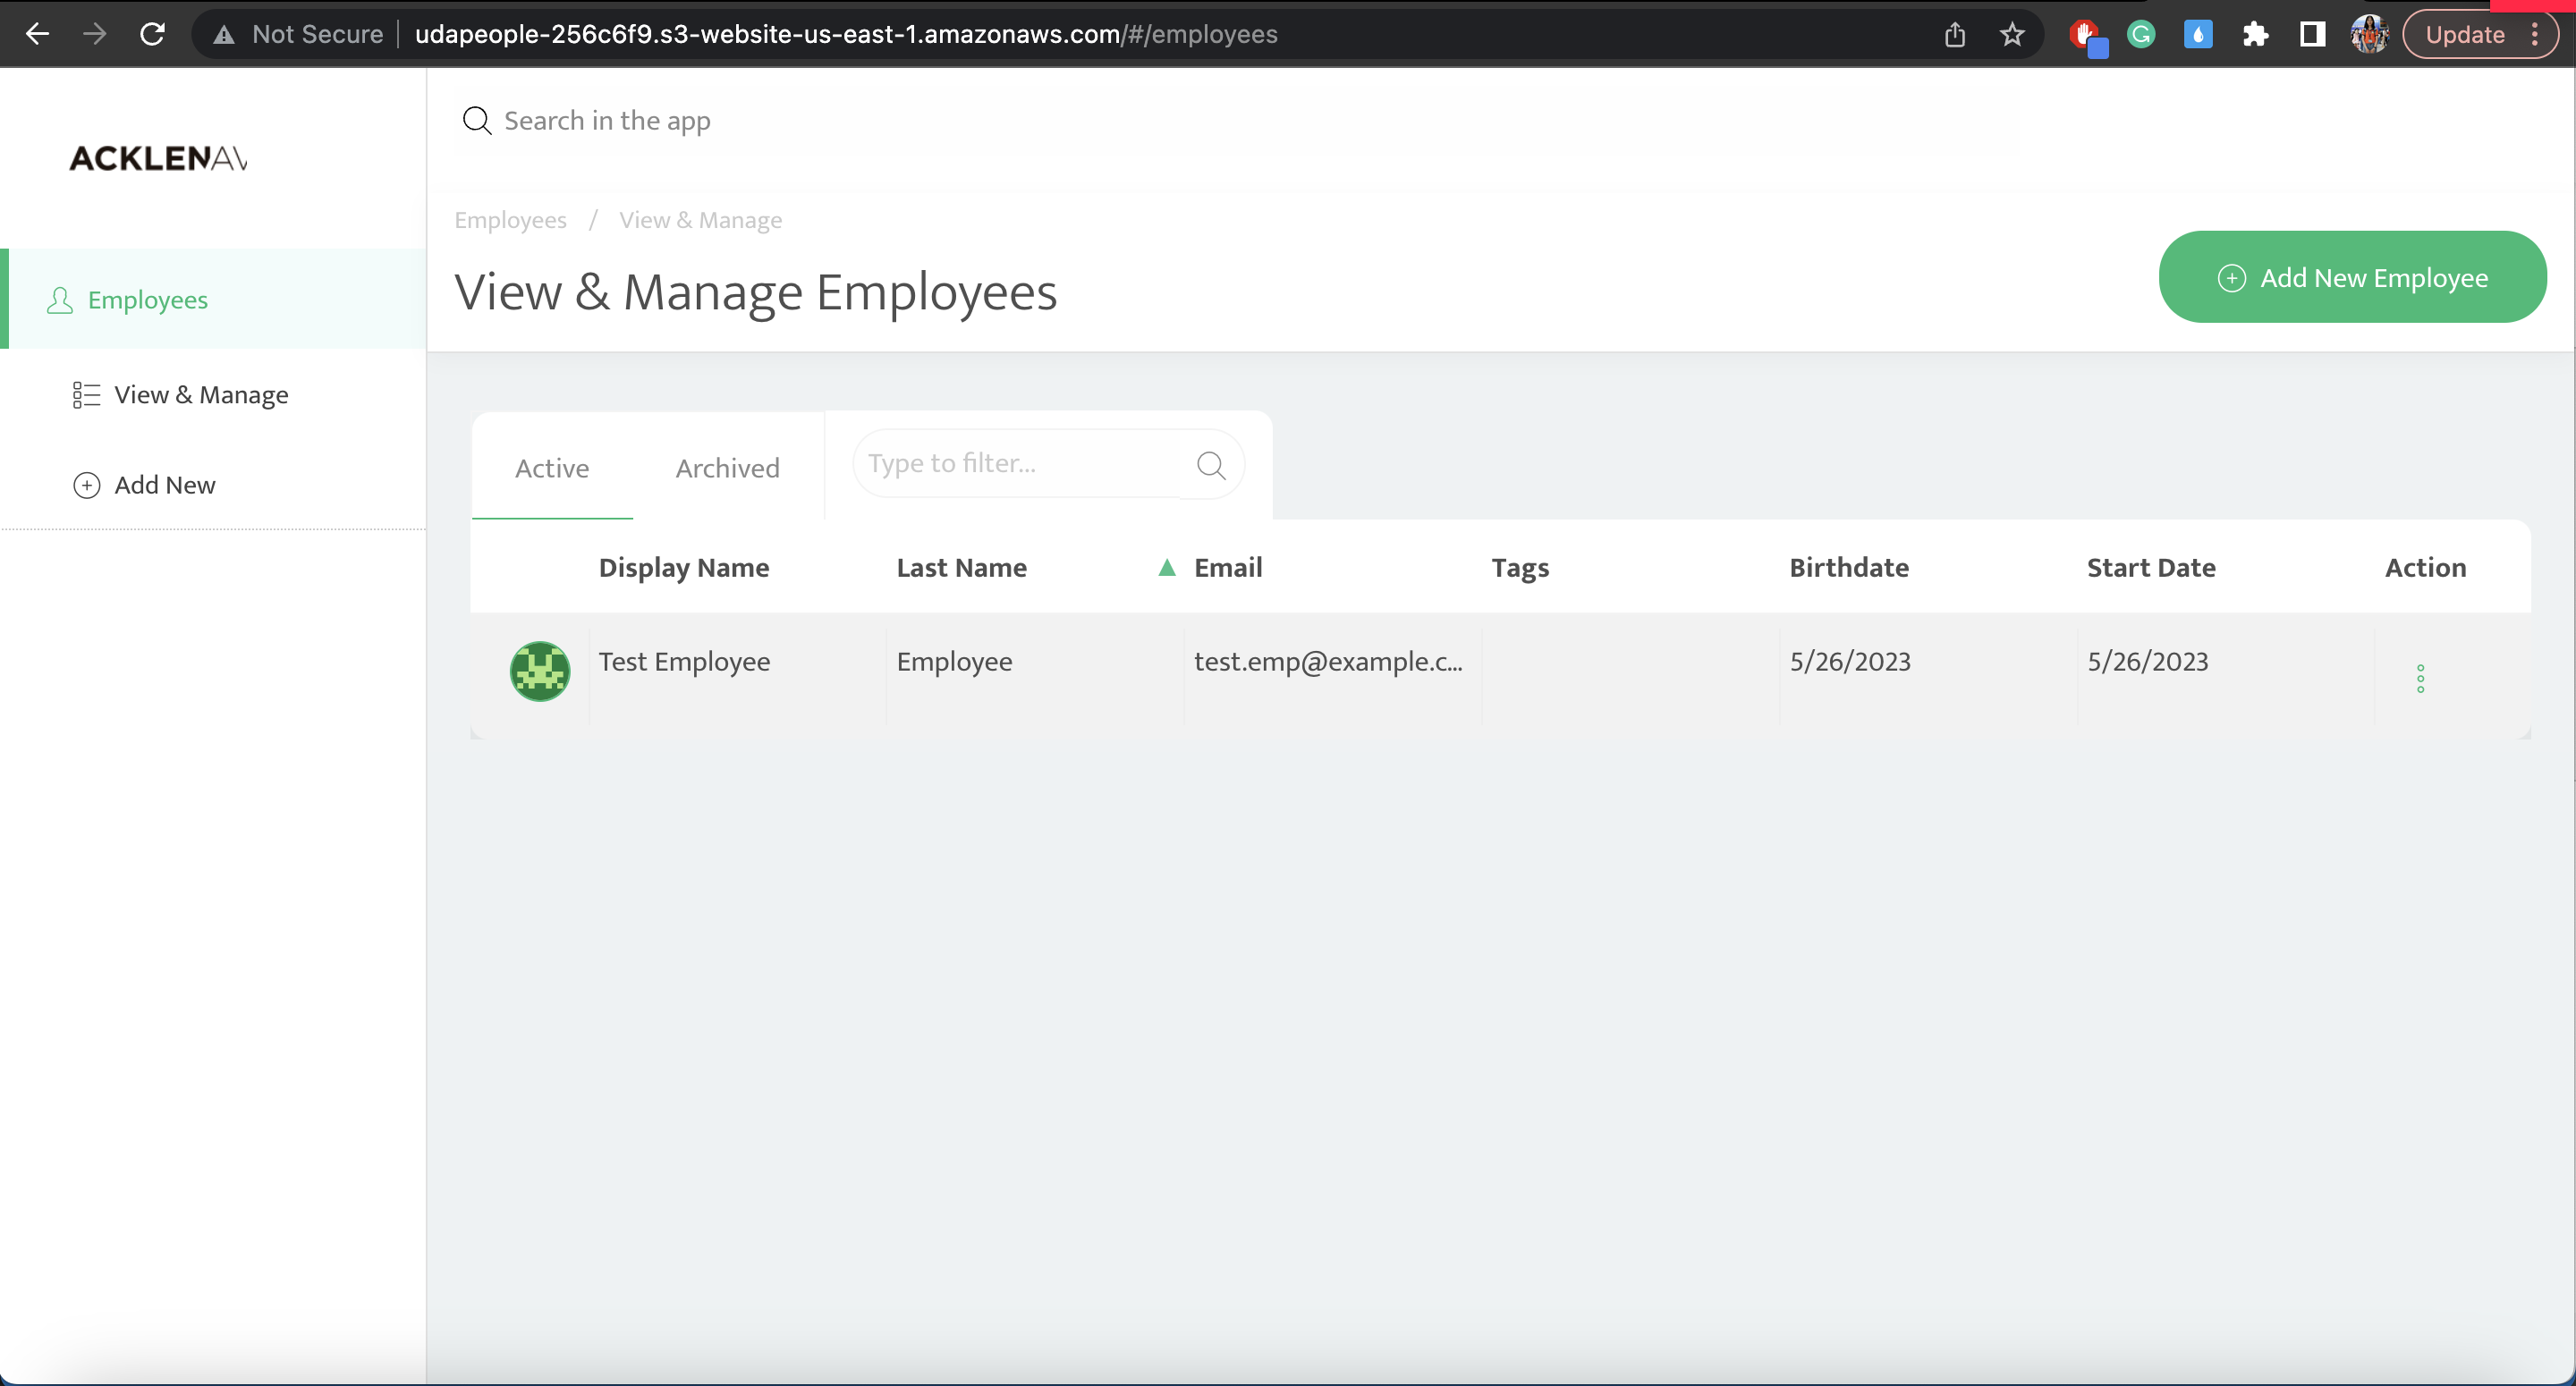 Not Secure udapeople-256c6f9.s3-website-us-east-1.amazonaws.com/#/employees Update
Search in the app
ACKLENAV
Employees / View & Manage
View & Manage Employees
Add New Employee
Employees
View & Manage
Add New
Active Archived Type to filter...
Display Name Last Name Email Tags Birthdate Start Date Action
Test Employee Employee test.emp@example.c... 5/26/2023 5/26/2023